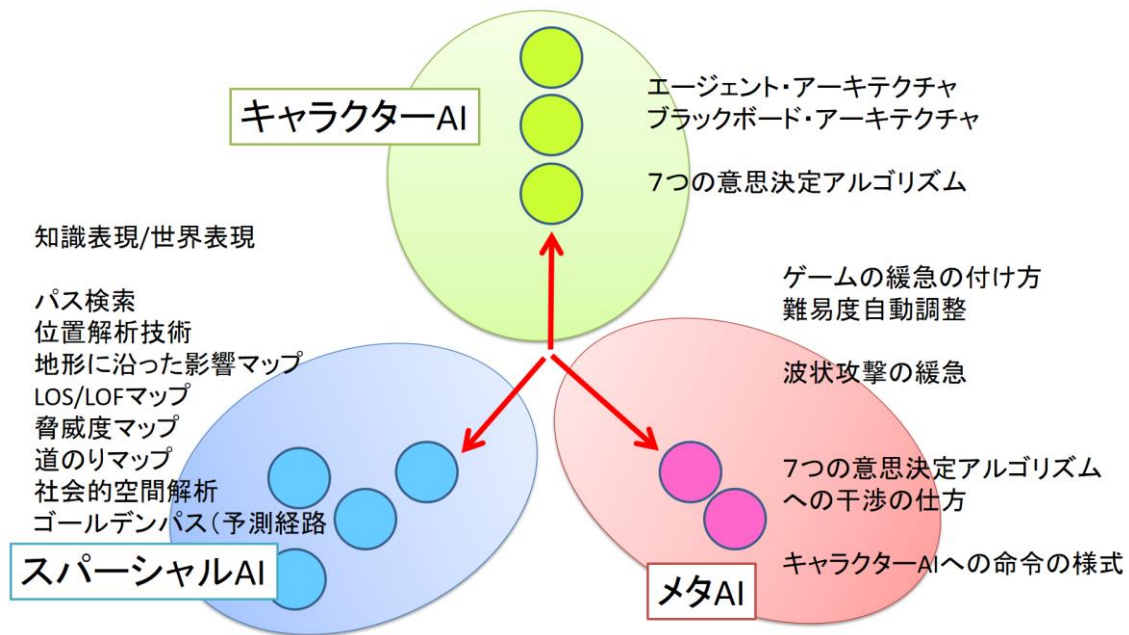 キャラクターAI
エージェント・アーキテクチャ
ブラックボード・アーキテクチャ
7つの意思決定アルゴリズム
知識表現/世界表現
パス検索
位置解析技術
地形に沿った影響マップ
LOS/LOFマップ
脅威度マップ
道のりマップ
社会的空間解析
ゴールデンパス(予測経路
スパーシャルAI
ゲームの緩急の付け方
難易度自動調整
波状攻撃の緩急
7つの意思決定アルゴリズム
への干渉の仕方
キャラクターAIへの命令の様式
メタAI